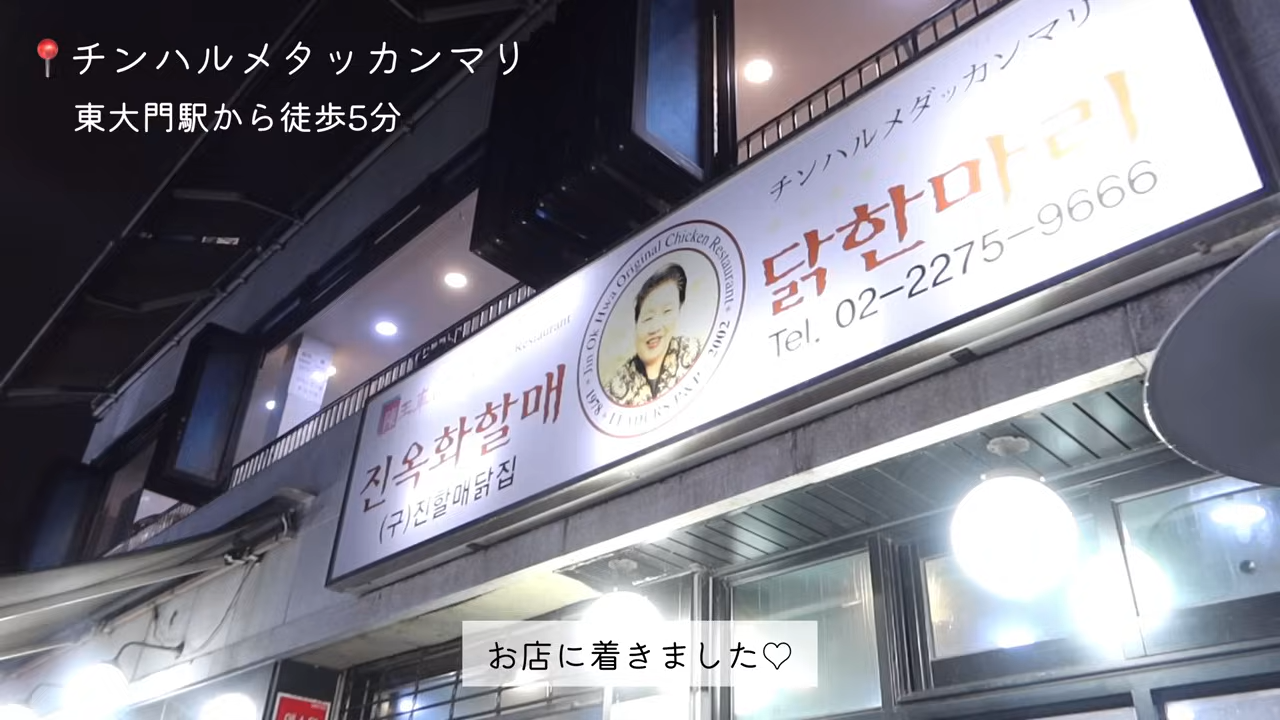 📍チンハルメタッカンマリ
東大門駅から徒歩5分
チンハルメダッカンマリ
닭한마리
Tel. 02-2275-9666
Jin Ok Hwa Original Chicken Restaurant
1978 LEADERS 2002
Restaurant
진옥화할매
(구)진할매닭집
お店に着きました♡